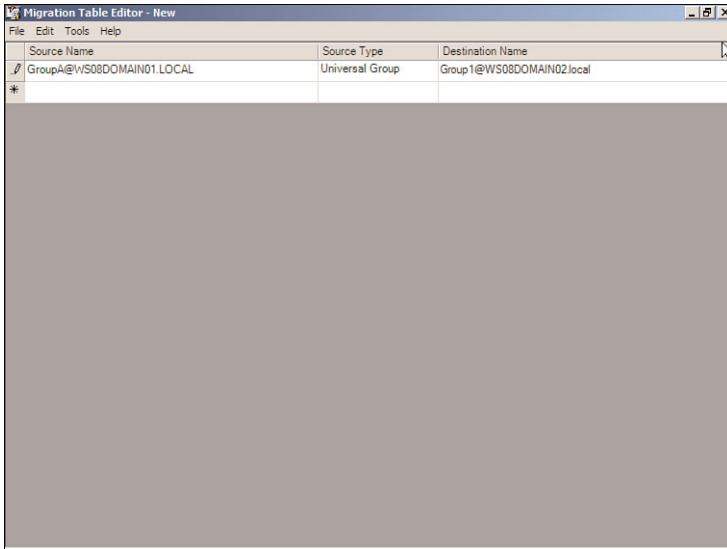 Migration Table Editor - New
File Edit Tools Help
Source Name Source Type Destination Name
GroupA@WS08DOMAIN01.LOCAL Universal Group Group1@WS08DOMAIN02.local